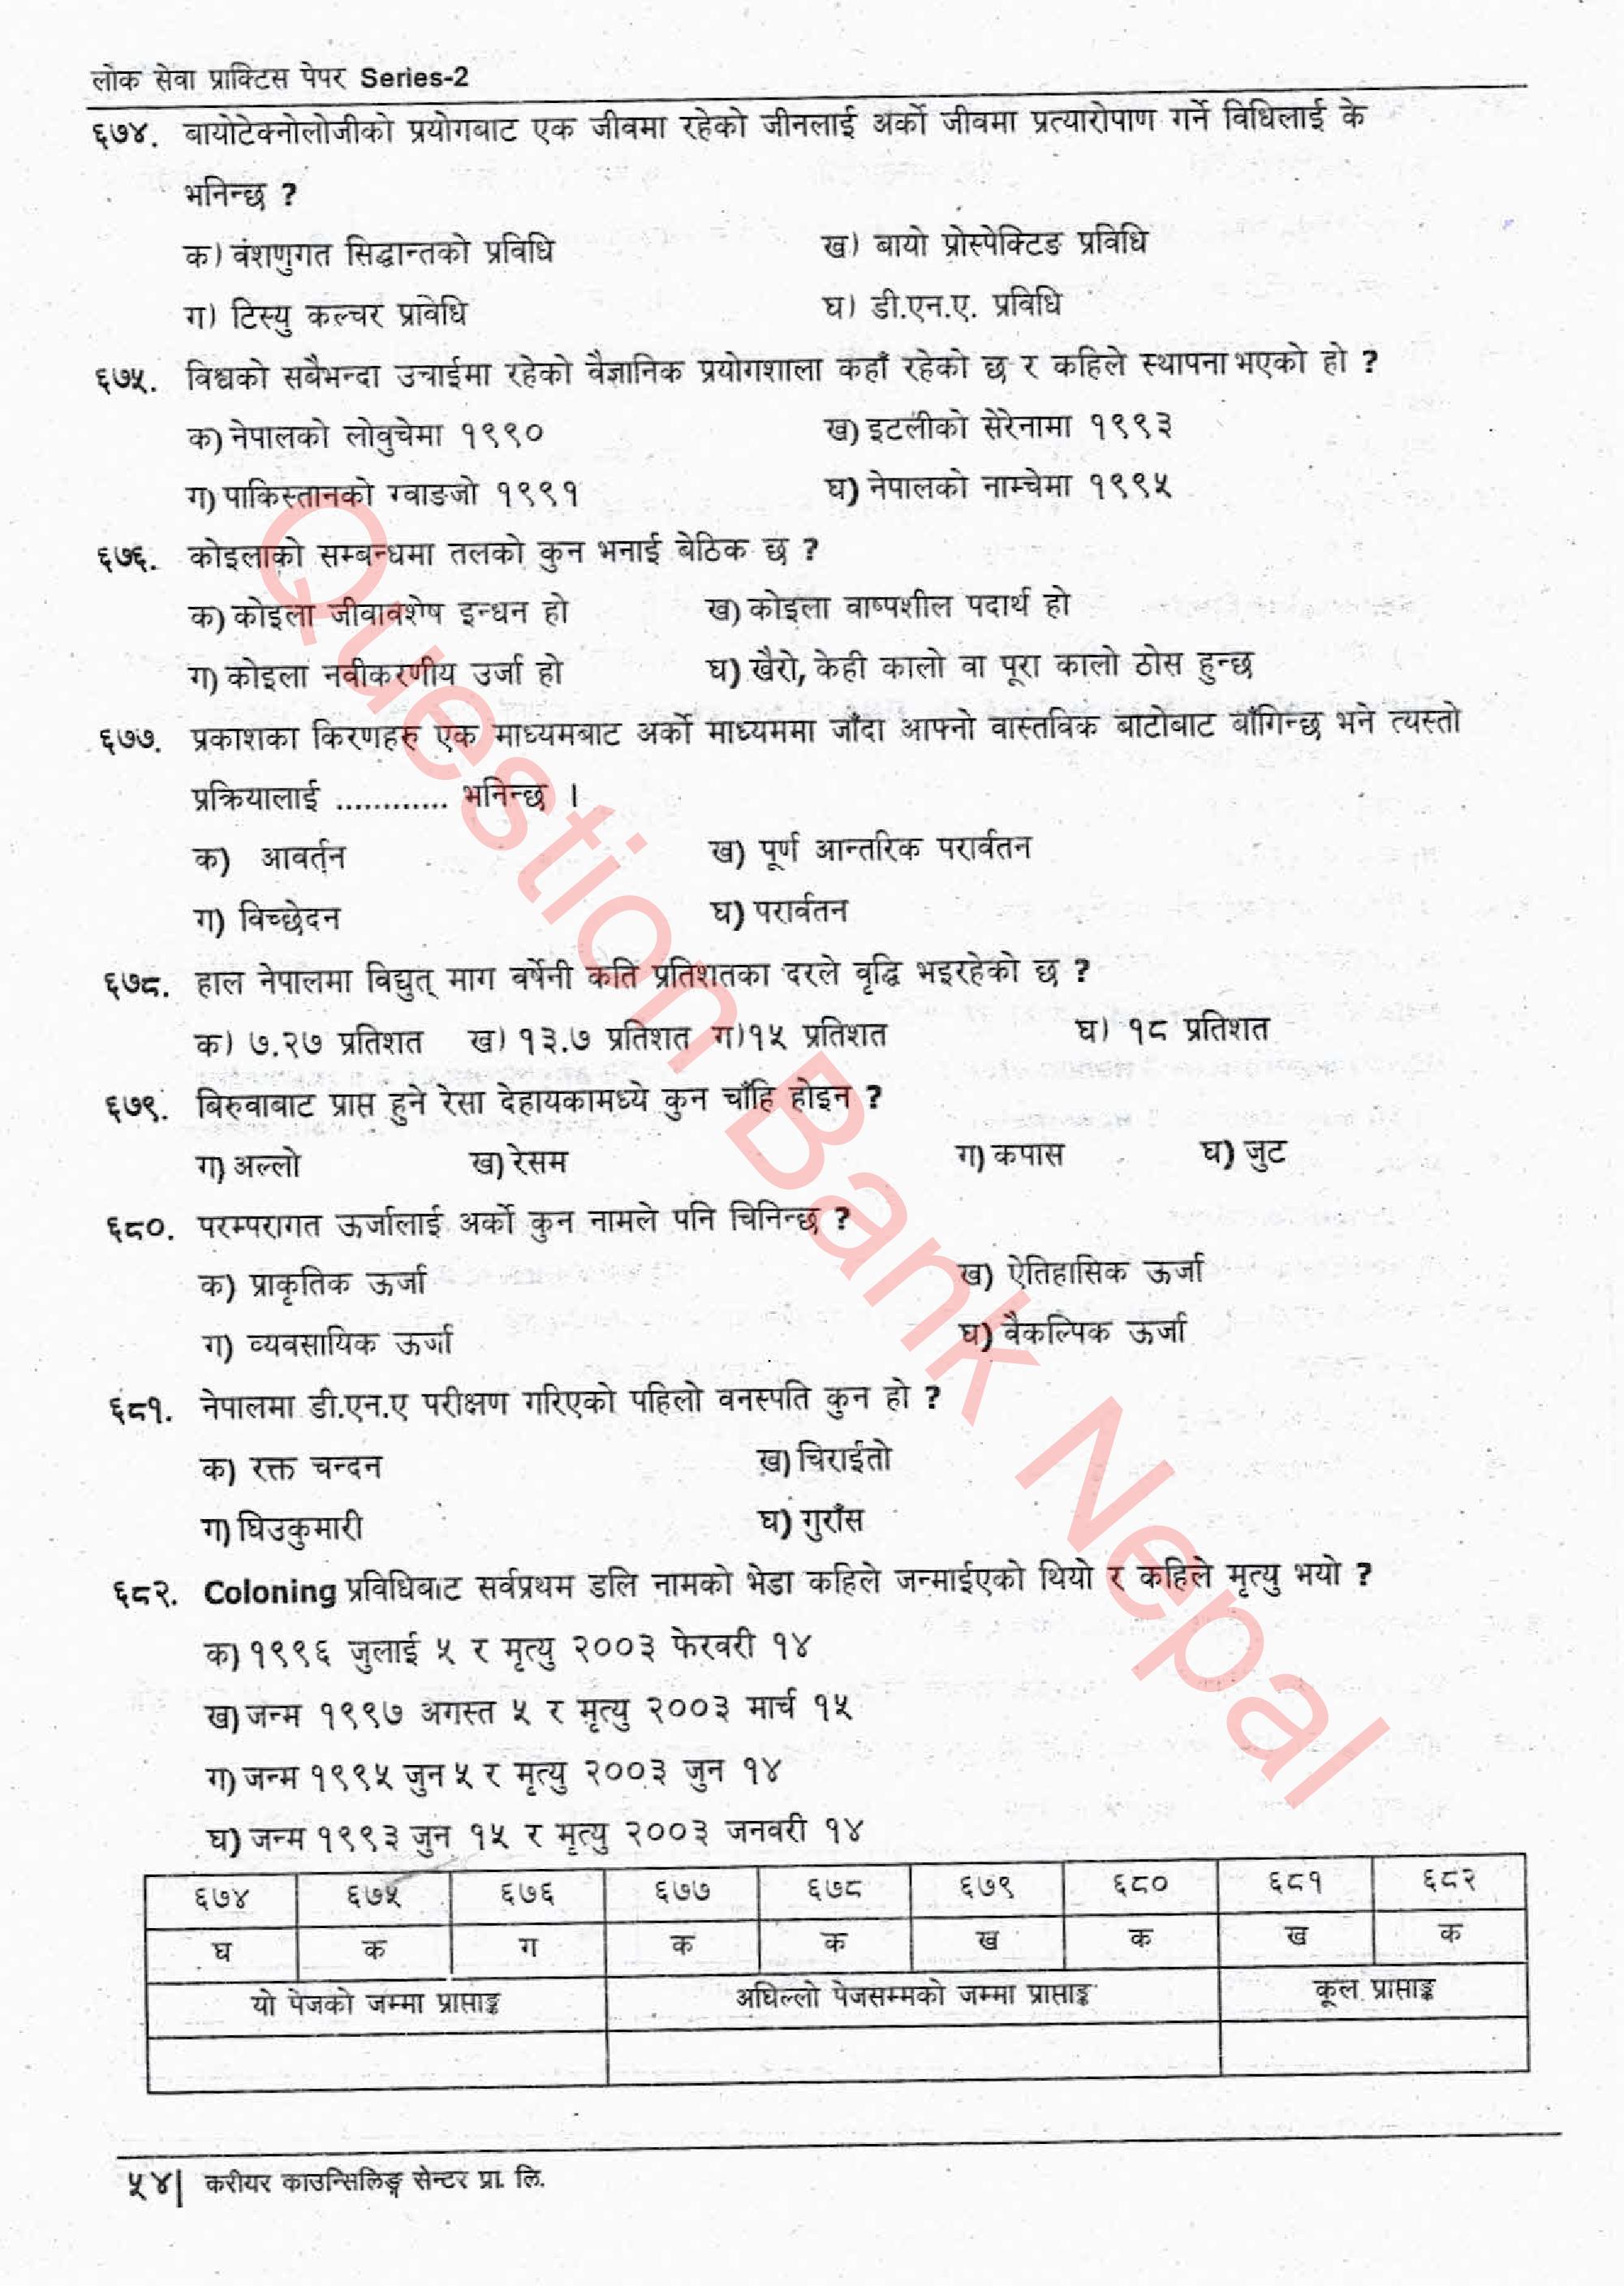 लोक सेवा प्राक्टिस पेपर Series-2
६७४. बायोटेक्नोलोजीको प्रयोगबाट एक जीवमा रहेको जीनलाई अर्को जीवमा प्रत्यारोपाण गर्ने विधिलाई के
भनिन्छ ?
क) वंशणुगत सिद्धान्तको प्रविधि ख) बायो प्रोस्पेक्टिङ प्रविधि
ग) टिस्यु कल्चर प्रावेधि घ) डी.एन.ए. प्रविधि
६७५. विश्वको सबैभन्दा उचाईमा रहेको वैज्ञानिक प्रयोगशाला कहाँ रहेको छ र कहिले स्थापना भएको हो ?
क) नेपालको लोवुचेमा १९९० ख) इटलीको सेरेनामा १९९३
ग) पाकिस्तानको ग्वाङजो १९९१ घ) नेपालको नाम्चेमा १९९५
६७६. कोइलाको सम्बन्धमा तलको कुन भनाई बेठिक छ ?
क) कोइला जीवावशेष इन्धन हो ख) कोइला वाष्पशील पदार्थ हो
ग) कोइला नवीकरणीय उर्जा हो घ) खैरो, केही कालो वा पूरा कालो ठोस हुन्छ
६७७. प्रकाशका किरणहरु एक माध्यमबाट अर्को माध्यममा जाँदा आफ्नो वास्तविक बाटोबाट बाँगिन्छ भने त्यस्तो
प्रक्रियालाई ............ भनिन्छ ।
क) आवर्तन ख) पूर्ण आन्तरिक परार्वतन
ग) विच्छेदन घ) परार्वतन
६७८. हाल नेपालमा विद्युत् माग वर्षेनी कति प्रतिशतका दरले वृद्धि भइरहेको छ ?
क) ७.२७ प्रतिशत ख) १३.७ प्रतिशत ग) १५ प्रतिशत घ) १८ प्रतिशत
६७९. बिरुवाबाट प्राप्त हुने रेसा देहायकामध्ये कुन चाँहि होइन ?
ग) अल्लो ख) रेसम ग) कपास घ) जुट
६८०. परम्परागत ऊर्जालाई अर्को कुन नामले पनि चिनिन्छ ?
क) प्राकृतिक ऊर्जा ख) ऐतिहासिक ऊर्जा
ग) व्यवसायिक ऊर्जा घ) वैकल्पिक ऊर्जा
६८१. नेपालमा डी.एन.ए परीक्षण गरिएको पहिलो वनस्पति कुन हो ?
क) रक्त चन्दन ख) चिराईतो
ग) घिउकुमारी घ) गुराँस
६८२. Coloning प्रविधिबाट सर्वप्रथम डलि नामको भेडा कहिले जन्माईएको थियो र कहिले मृत्यु भयो ?
क) १९९६ जुलाई ५ र मृत्यु २००३ फेरवरी १४
ख) जन्म १९९७ अगस्त ५ र मृत्यु २००३ मार्च १५
ग) जन्म १९९५ जुन ५ र मृत्यु २००३ जुन १४
घ) जन्म १९९३ जुन १५ र मृत्यु २००३ जनवरी १४
६७४ ६७५ ६७६ ६७७ ६७८ ६७९ ६८० ६८१ ६८२
घ क ग क क ख क ख क
यो पेजको जम्मा प्राप्ताङ्क अघिल्लो पेजसम्मको जम्मा प्राप्ताङ्क कूल प्राप्ताङ्क
५४| करीयर काउन्सिलिङ्ग सेन्टर प्रा. लि.
Question Bank Nepal